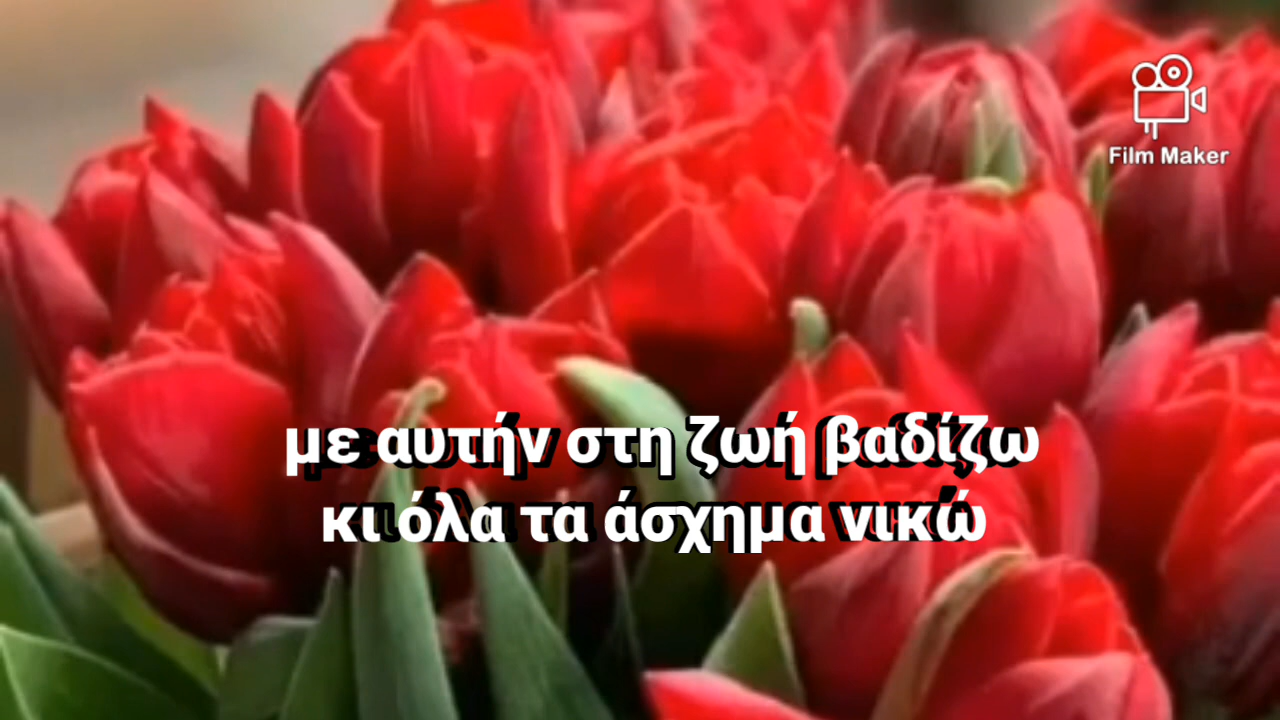 Film Maker
με αυτήν στη ζωή βαδίζω
κι όλα τα άσχημα νικώ